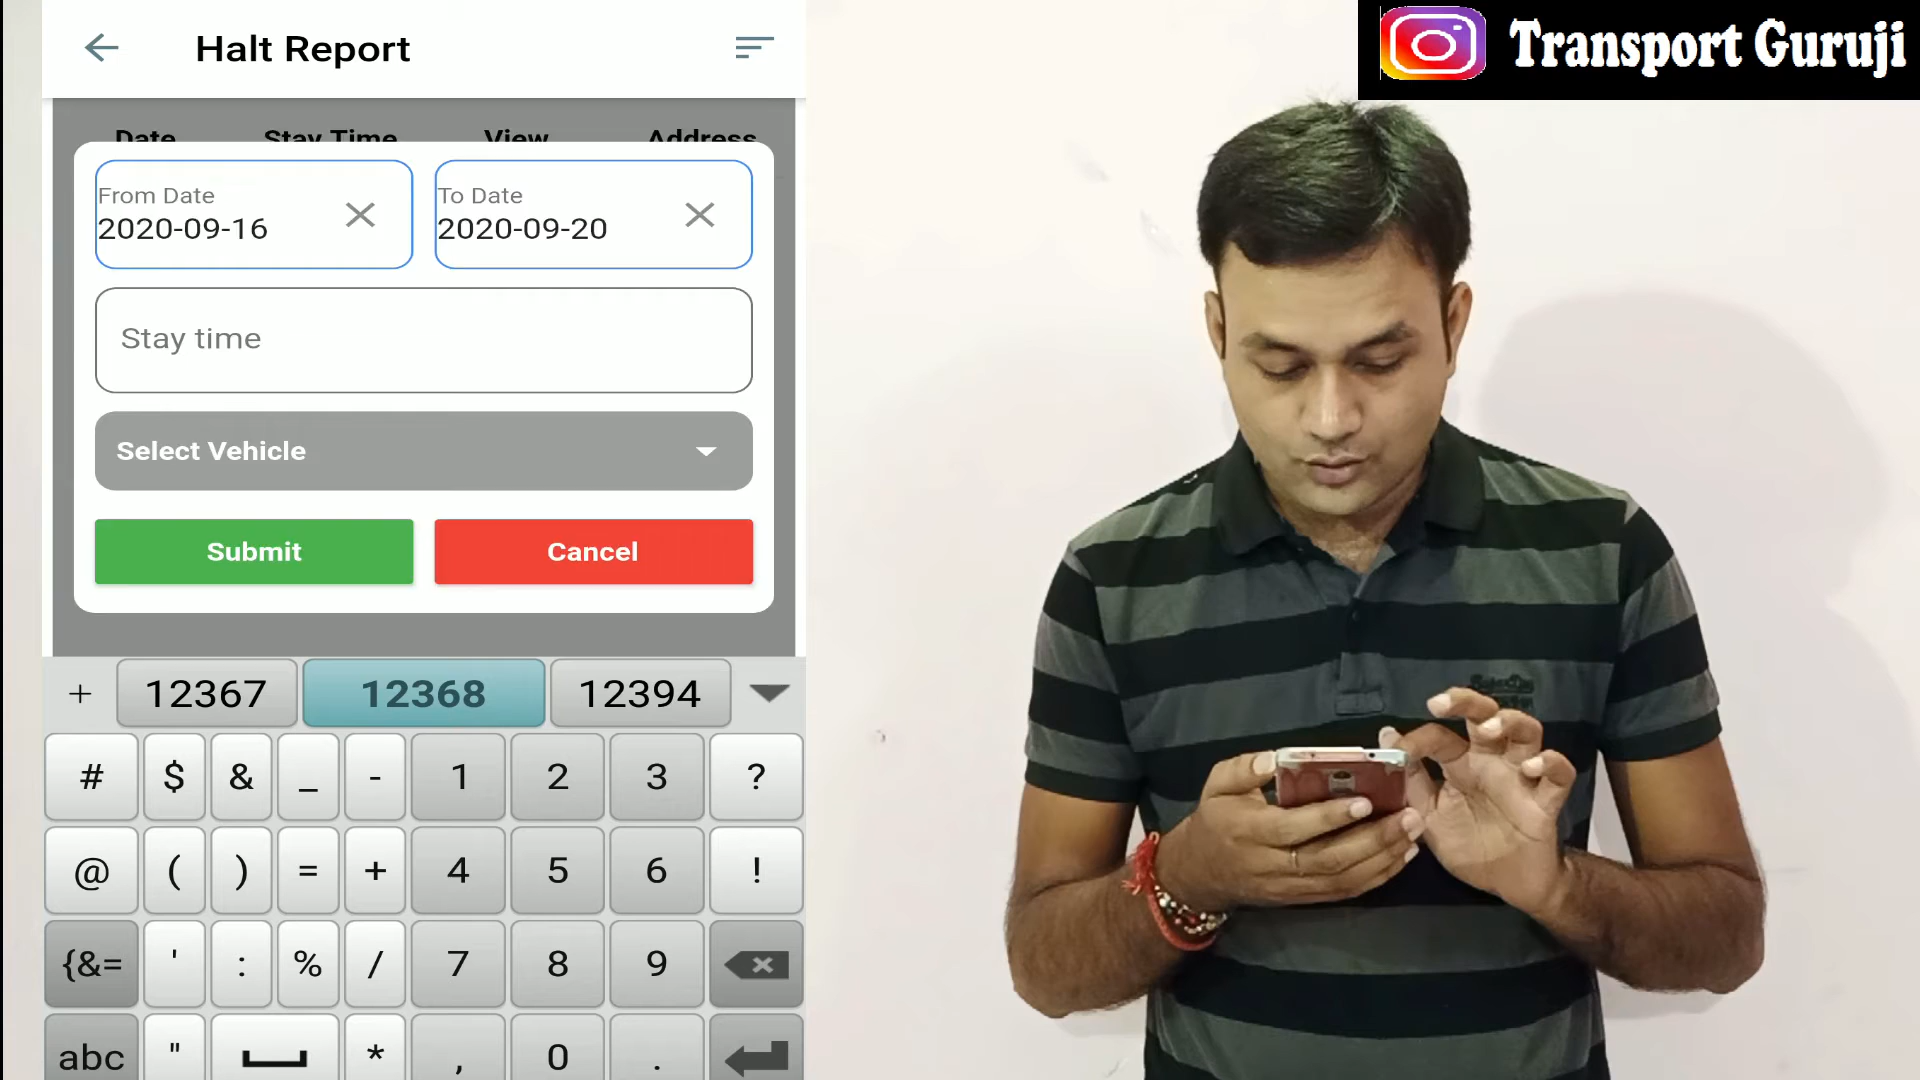 Halt Report
Transport Guruji
Date Stay Time View Address
From Date
2020-09-16
To Date
2020-09-20
Stay time
Select Vehicle
Submit Cancel
+ 12367 12368 12394
# $ & _ - 1 2 3 ?
@ ( ) = + 4 5 6 !
{&= ' : % / 7 8 9
abc " * , 0 .